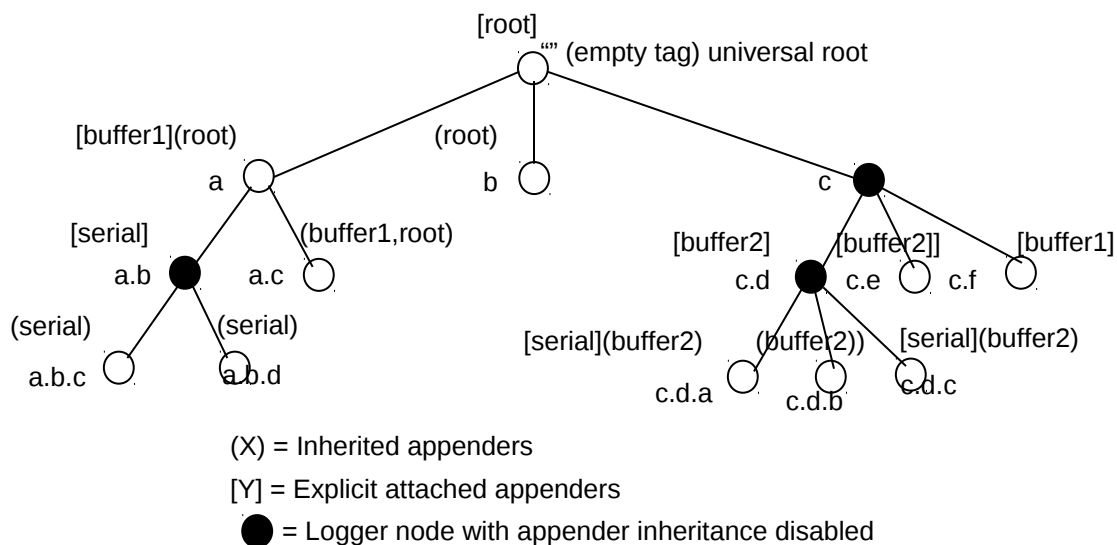 [root]
“” (empty tag) universal root
[buffer1](root)
(root)
a
b
c
[serial]
(buffer1,root)
[buffer2]
[buffer2]]
[buffer1]
a.b
a.c
c.d
c.e
c.f
(serial)
(serial)
[serial](buffer2)
(buffer2))
[serial](buffer2)
a.b.c
a.b.d
c.d.a
c.d.b
c.d.c
(X) = Inherited appenders
[Y] = Explicit attached appenders
= Logger node with appender inheritance disabled